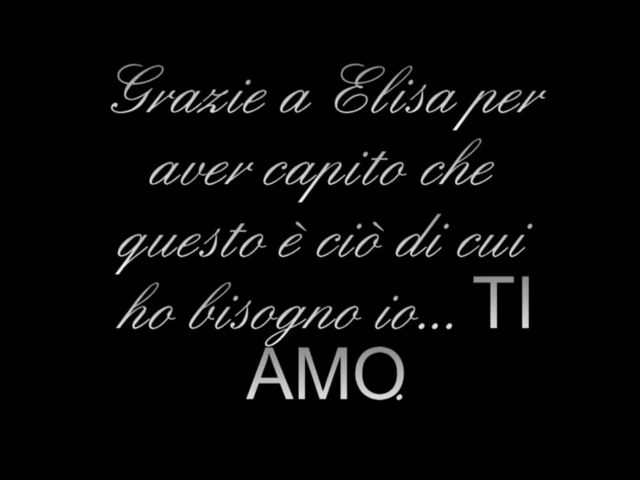 Grazie a Elisa per
aver capito che
questo è ciò di cui
ho bisogno io... TI
AMO.